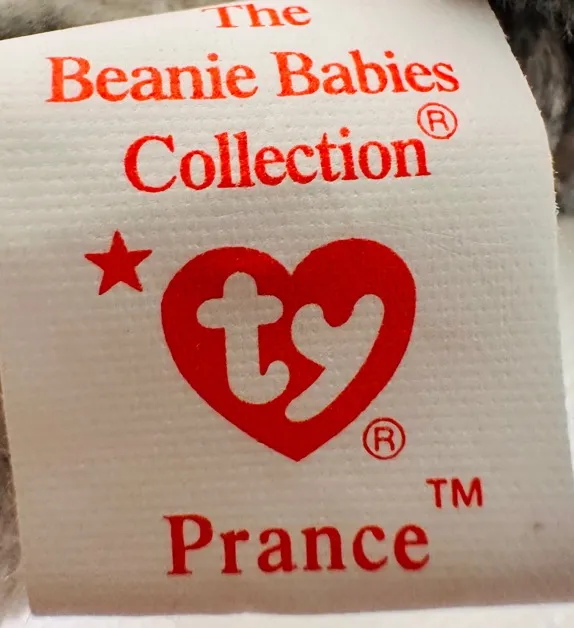 The
Beanie Babies
Collection®
ty®
Prance™